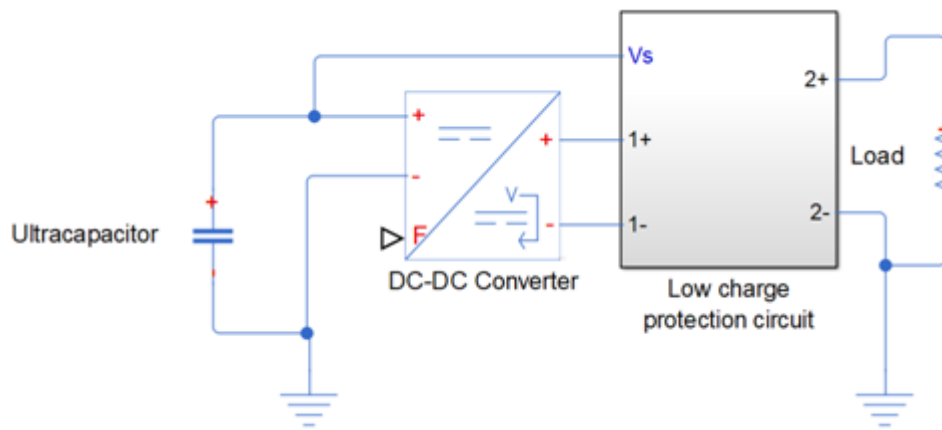 Vs
2+
+
+
1+
Load
-
+
V
Ultracapacitor
F
-
1-
2-
DC-DC Converter
Low charge
protection circuit